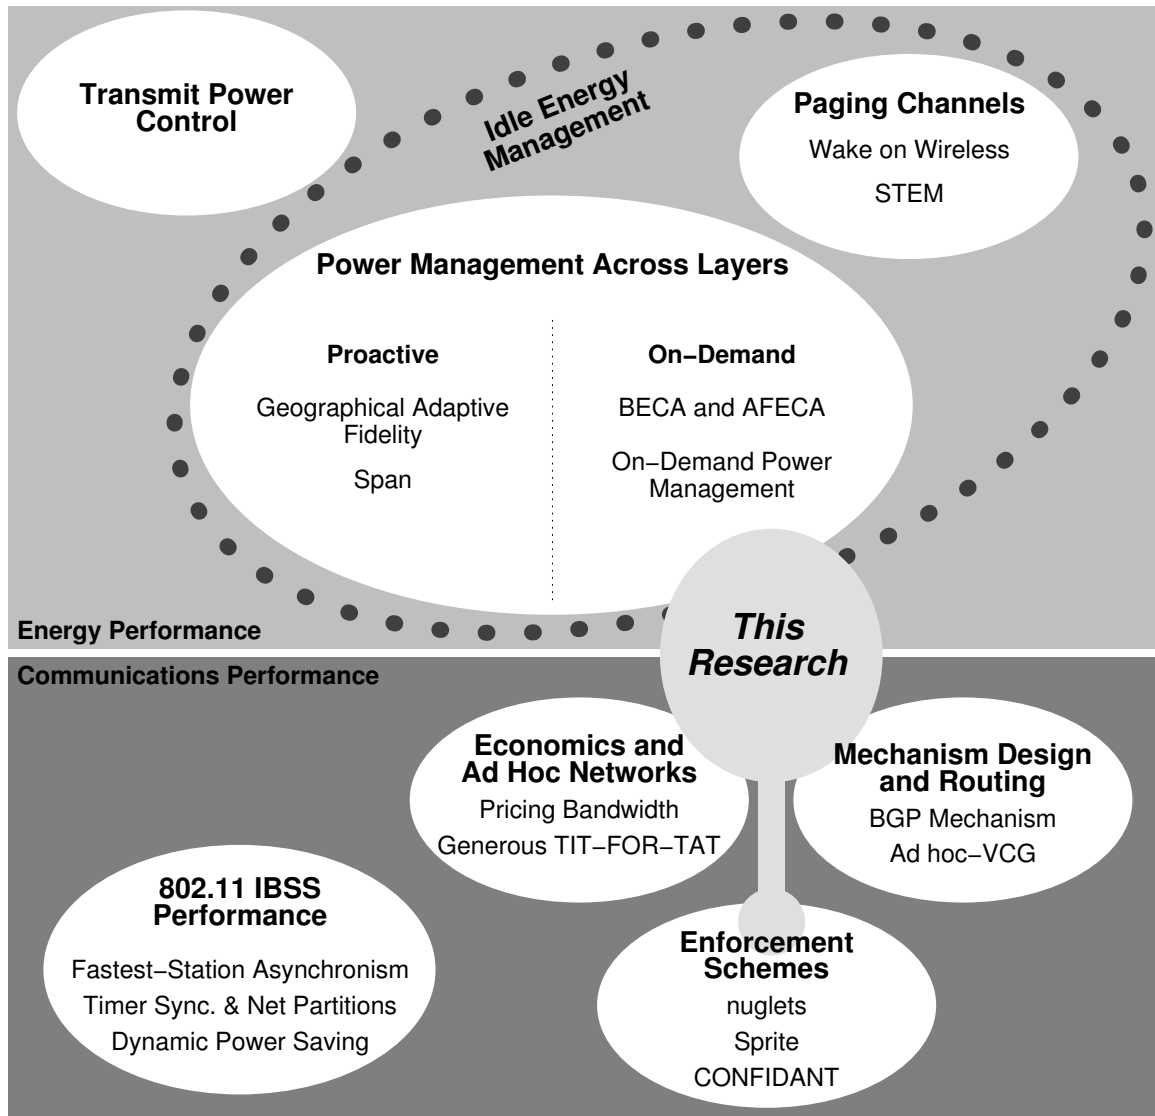 Transmit Power
Control
Idle Energy
Management
Paging Channels
Wake on Wireless
STEM
Power Management Across Layers
Proactive
Geographical Adaptive
Fidelity
Span
On−Demand
BECA and AFECA
On−Demand Power
Management
Energy Performance
This
Research
Communications Performance
Economics and
Ad Hoc Networks
Pricing Bandwidth
Generous TIT−FOR−TAT
Mechanism Design
and Routing
BGP Mechanism
Ad hoc−VCG
802.11 IBSS
Performance
Fastest−Station Asynchronism
Timer Sync. & Net Partitions
Dynamic Power Saving
Enforcement
Schemes
nuglets
Sprite
CONFIDANT